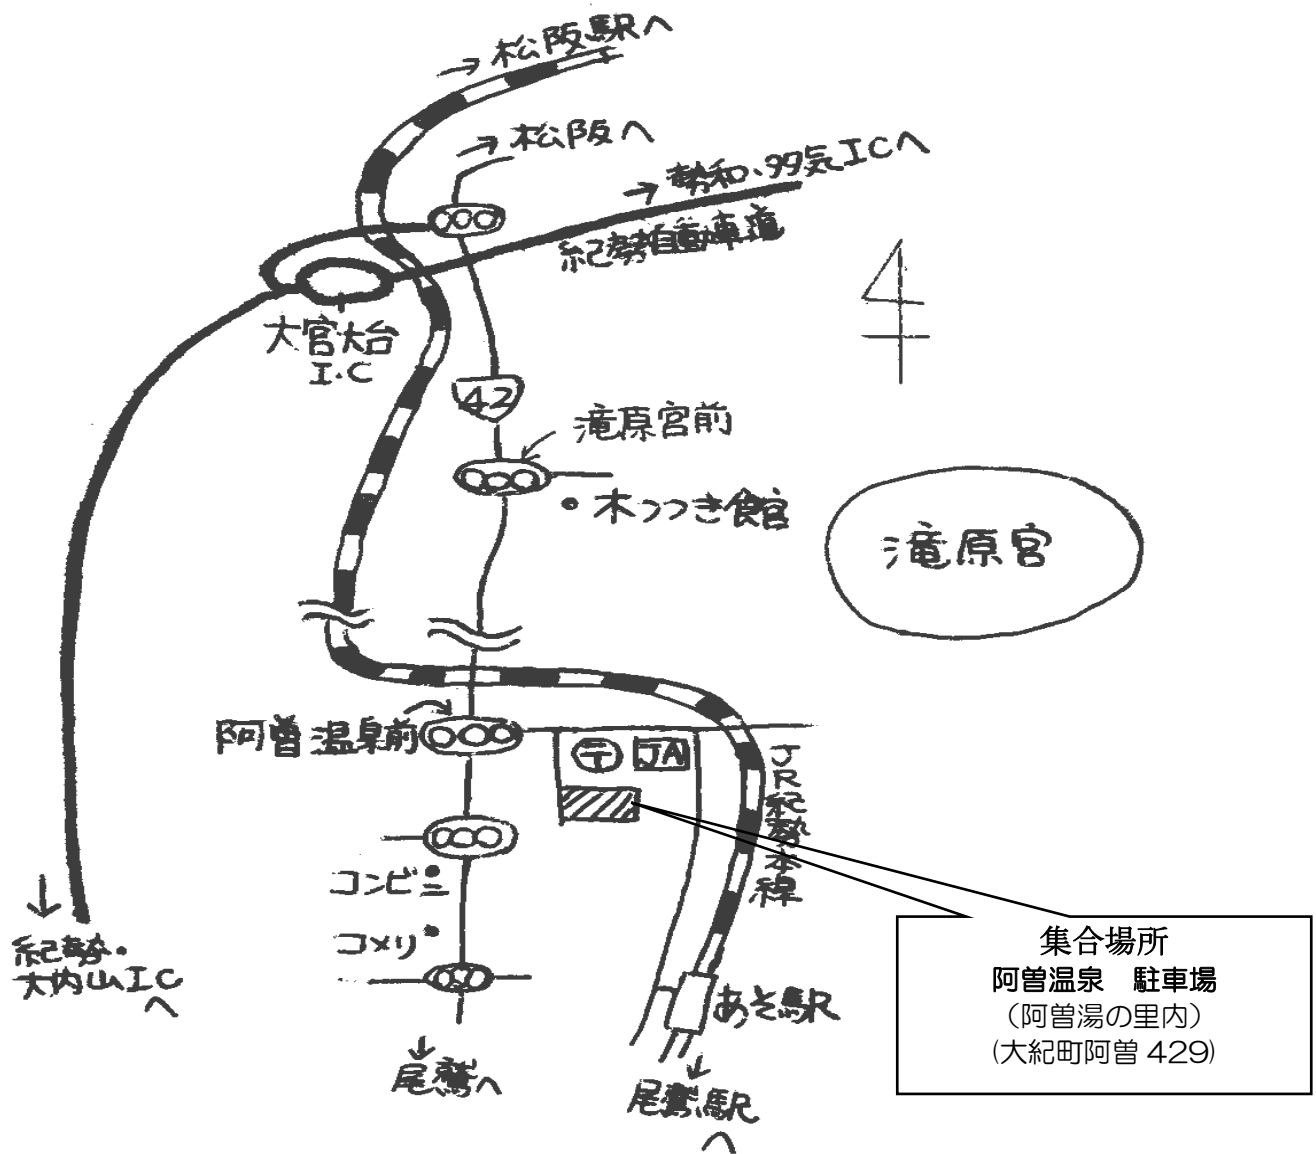 →松阪駅へ
→松阪へ
→勢和・多気ICへ
紀勢自動車道
大宮大台
I・C
42
滝原宮前
・木つつき食官
滝原宮
阿曽温泉前
〒 JA
JR紀勢本線
コンビニ
コメリ
↓
紀勢・
大内山IC
へ
あそ駅
↓
尾鷲へ
↓
尾鷲駅
へ
集合場所
阿曽温泉　駐車場
（阿曽湯の里内）
(大紀町阿曽 429)